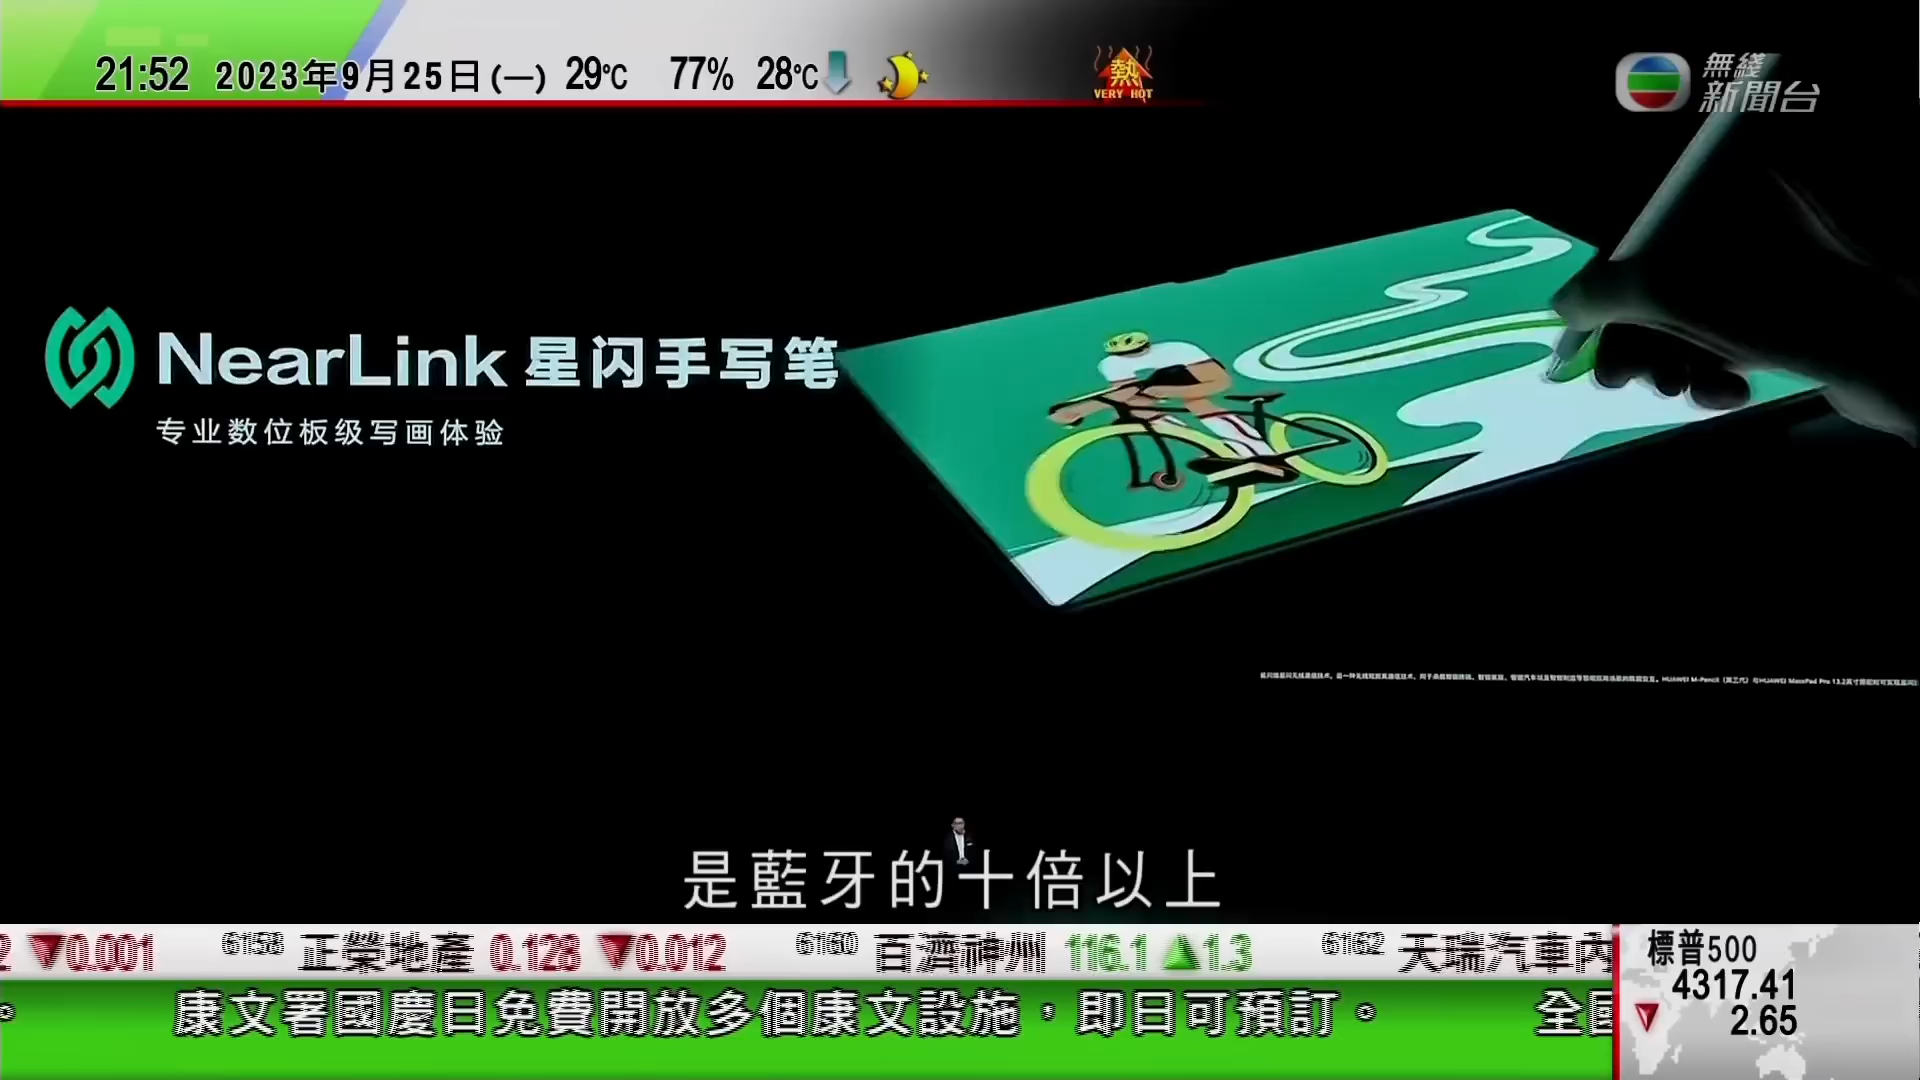 21:52 2023年9月25日(一) 29℃ 77% 28℃
熱
VERY HOT
無綫
新聞台
NearLink 星闪手写笔
专业数位板级写画体验
是藍牙的十倍以上
▼0.001 6158 正榮地產 0.128 ▼0.012 6160 百濟神州 116.1 ▲1.3 6162 天瑞汽車內
標普500
4317.41
▼ 2.65
。 康文署國慶日免費開放多個康文設施，即日可預訂。 全國